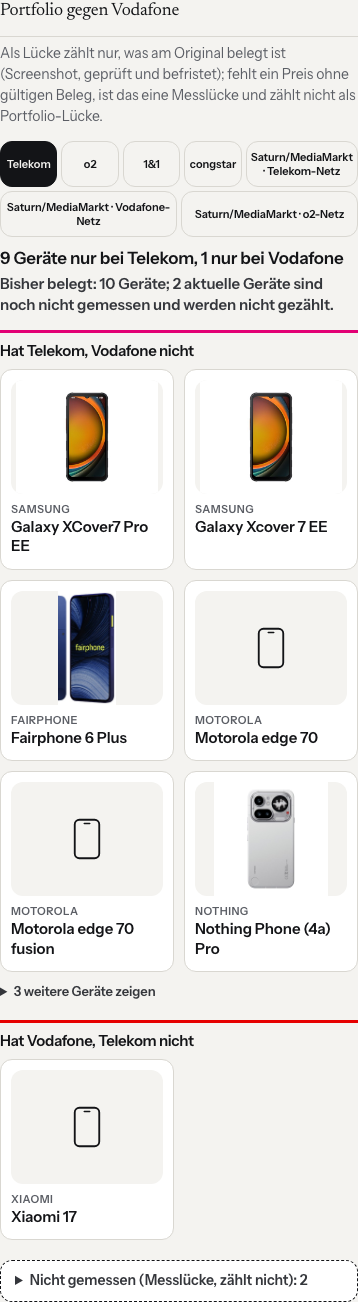 Portfolio gegen Vodafone
Als Lücke zählt nur, was am Original belegt ist
(Screenshot, geprüft und befristet); fehlt ein Preis ohne
gültigen Beleg, ist das eine Messlücke und zählt nicht als
Portfolio-Lücke.
Telekom
o2
1&1
congstar
Saturn/MediaMarkt
· Telekom-Netz
Saturn/MediaMarkt · Vodafone-
Netz
Saturn/MediaMarkt · o2-Netz
9 Geräte nur bei Telekom, 1 nur bei Vodafone
Bisher belegt: 10 Geräte; 2 aktuelle Geräte sind
noch nicht gemessen und werden nicht gezählt.
Hat Telekom, Vodafone nicht
SAMSUNG
Galaxy XCover7 Pro
EE
SAMSUNG
Galaxy Xcover 7 EE
fairphone
FAIRPHONE
Fairphone 6 Plus
MOTOROLA
Motorola edge 70
MOTOROLA
Motorola edge 70
fusion
NOTHING
Nothing Phone (4a)
Pro
3 weitere Geräte zeigen
Hat Vodafone, Telekom nicht
XIAOMI
Xiaomi 17
Nicht gemessen (Messlücke, zählt nicht): 2